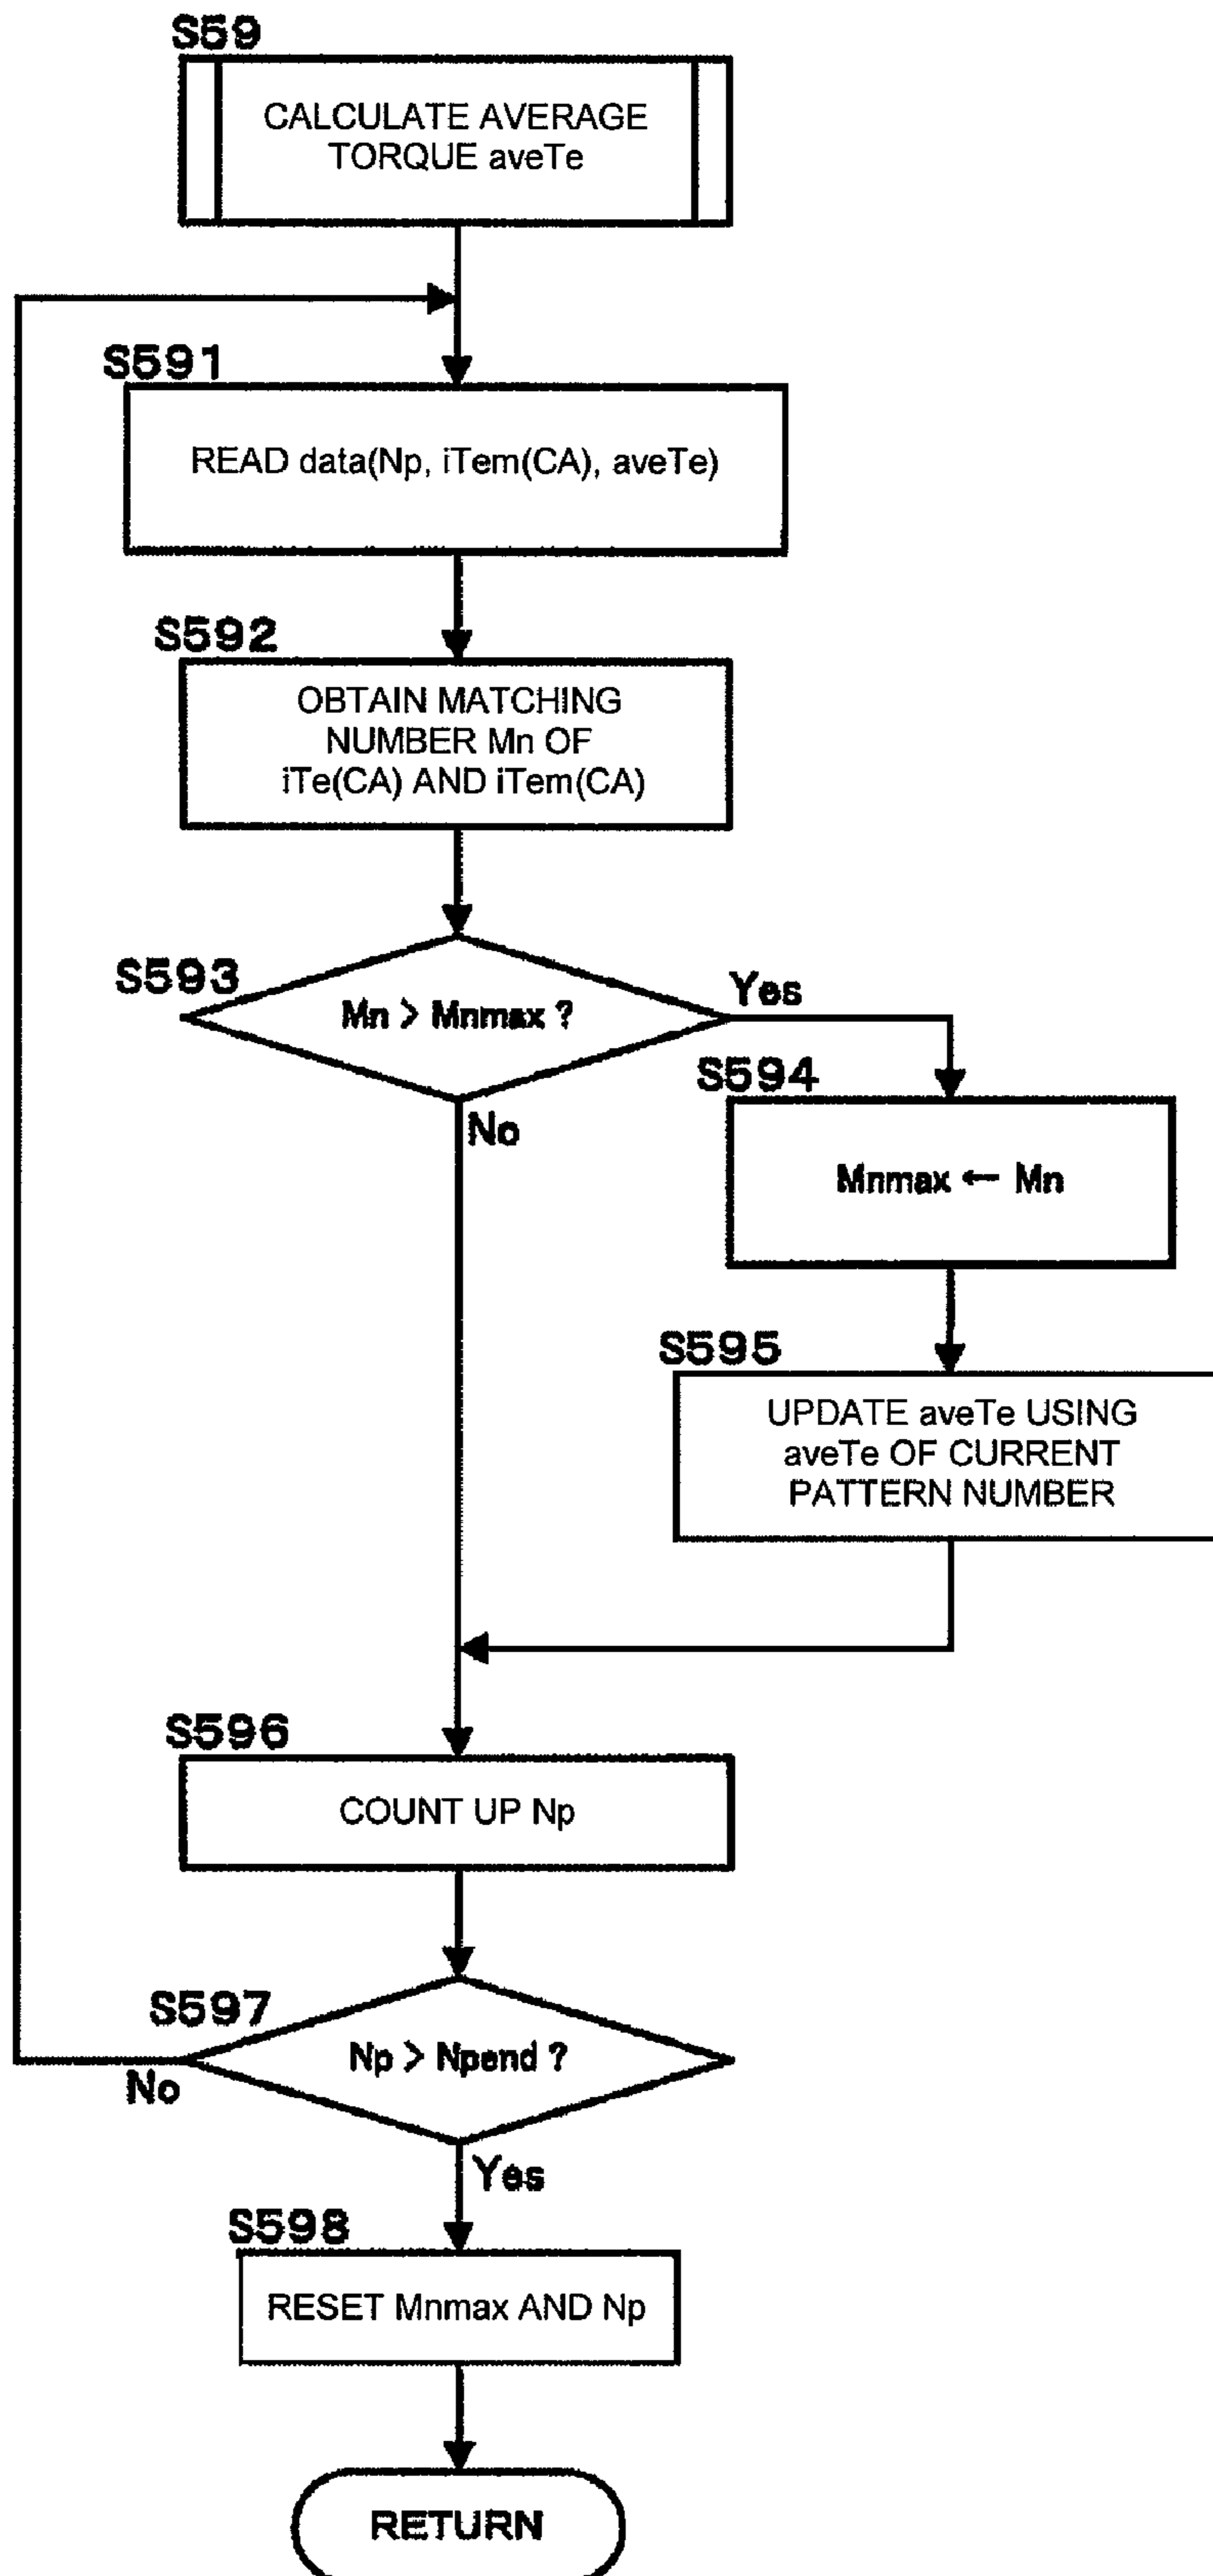 S59
CALCULATE AVERAGE
TORQUE aveTe
S591
READ data(Np, iTem(CA), aveTe)
S592
OBTAIN MATCHING
NUMBER Mn OF
iTe(CA) AND iTem(CA)
S593
Mn > Mnmax ?
Yes
No
S594
Mnmax ← Mn
S595
UPDATE aveTe USING
aveTe OF CURRENT
PATTERN NUMBER
S596
COUNT UP Np
S597
Np > Npend ?
No
Yes
S598
RESET Mnmax AND Np
RETURN